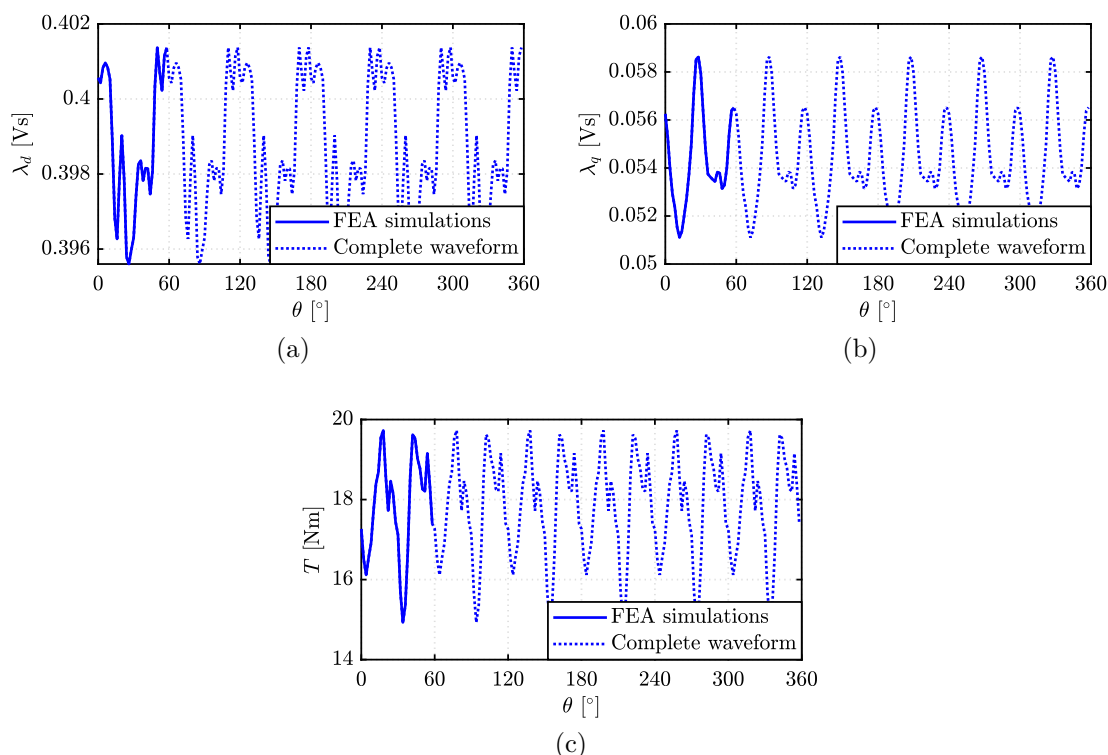 0.402
0.4
0.398
0.396
λd [Vs]
0 60 120 180 240 300 360
θ [°]
FEA simulations
Complete waveform
(a)
0.06
0.058
0.056
0.054
0.052
0.05
λq [Vs]
0 60 120 180 240 300 360
θ [°]
FEA simulations
Complete waveform
(b)
20
18
16
14
T [Nm]
0 60 120 180 240 300 360
θ [°]
FEA simulations
Complete waveform
(c)